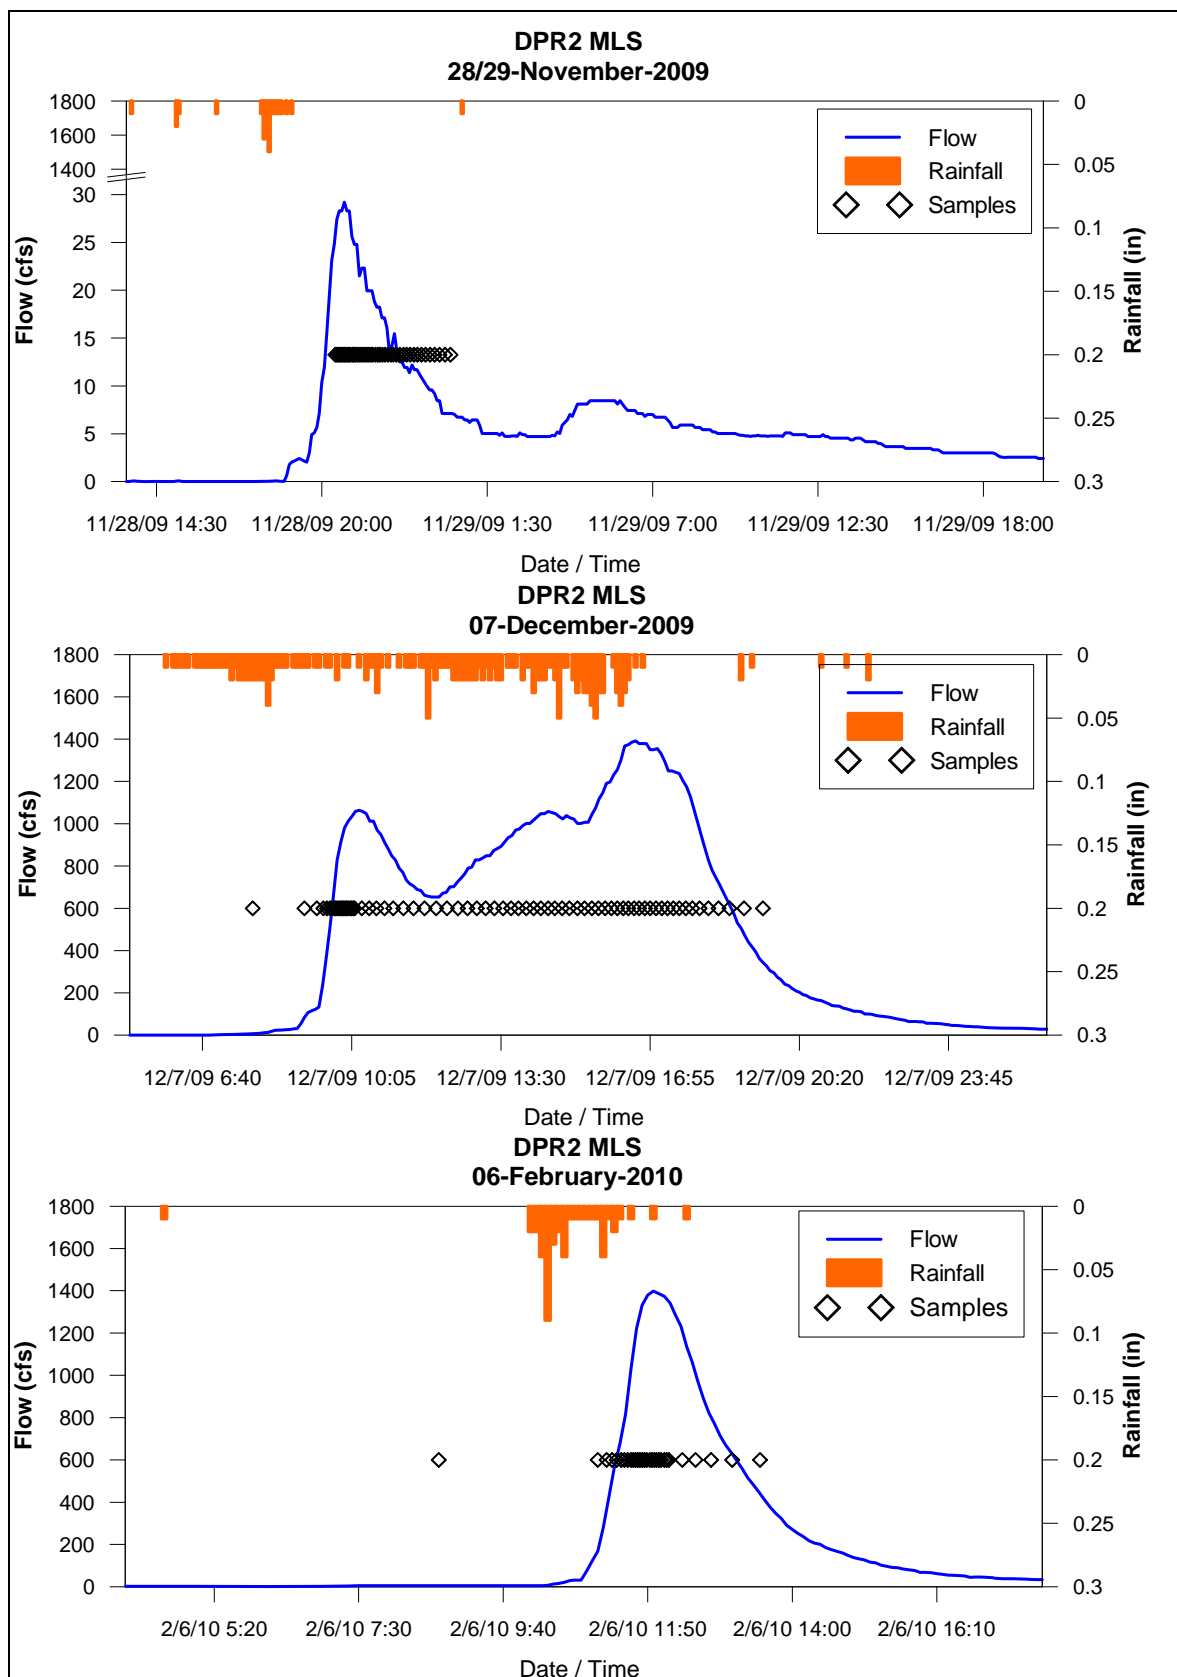 DPR2 MLS
28/29-November-2009
1800
1600
1400
30
25
20
15
10
5
0
Flow (cfs)
0
0.05
0.1
0.15
0.2
0.25
0.3
Rainfall (in)
Flow
Rainfall
Samples
11/28/09 14:30 11/28/09 20:00 11/29/09 1:30 11/29/09 7:00 11/29/09 12:30 11/29/09 18:00
Date / Time
DPR2 MLS
07-December-2009
1800
1600
1400
1200
1000
800
600
400
200
0
Flow (cfs)
0
0.05
0.1
0.15
0.2
0.25
0.3
Rainfall (in)
Flow
Rainfall
Samples
12/7/09 6:40 12/7/09 10:05 12/7/09 13:30 12/7/09 16:55 12/7/09 20:20 12/7/09 23:45
Date / Time
DPR2 MLS
06-February-2010
1800
1600
1400
1200
1000
800
600
400
200
0
Flow (cfs)
0
0.05
0.1
0.15
0.2
0.25
0.3
Rainfall (in)
Flow
Rainfall
Samples
2/6/10 5:20 2/6/10 7:30 2/6/10 9:40 2/6/10 11:50 2/6/10 14:00 2/6/10 16:10
Date / Time